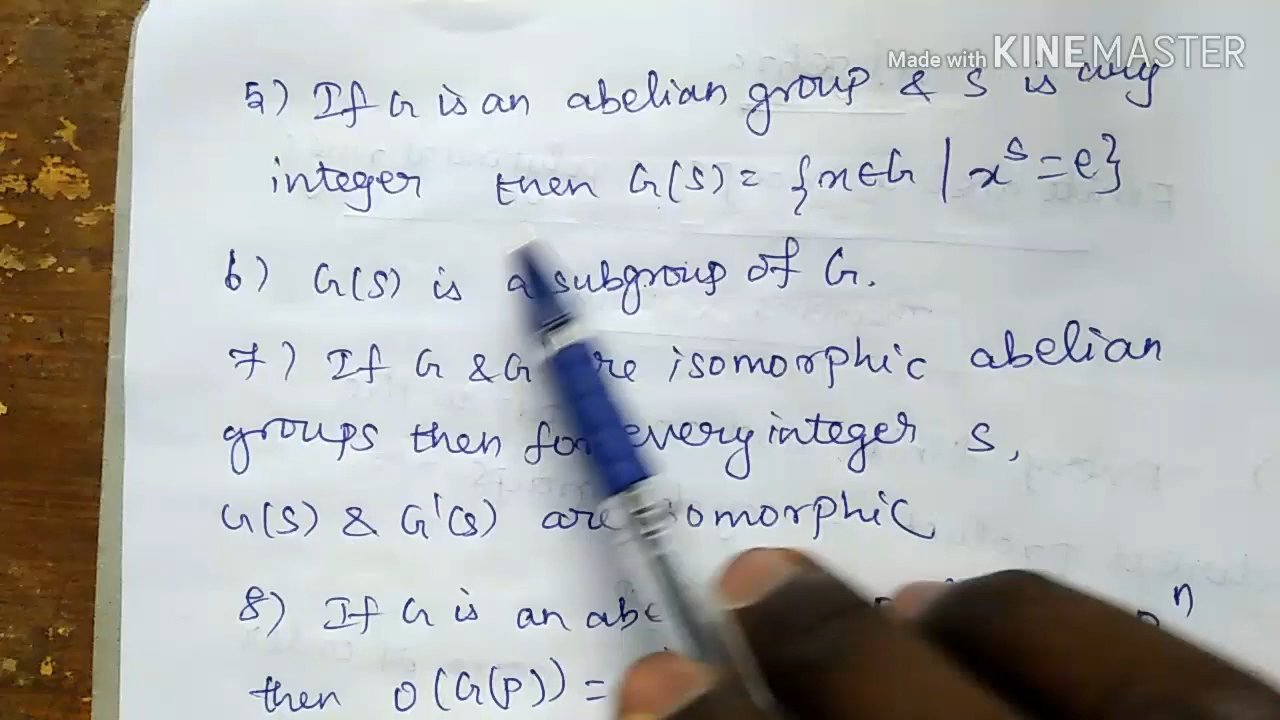 Made with KINEMASTER
5) If G is an abelian group & S is any
integer then G(S) = {x∈G | x^s = e}
6) G(S) is a subgroup of G.
7) If G & G are isomorphic abelian
groups then for every integer S,
G(S) & G'(S) are isomorphic
8) If G is an n
then O(G(P)) =